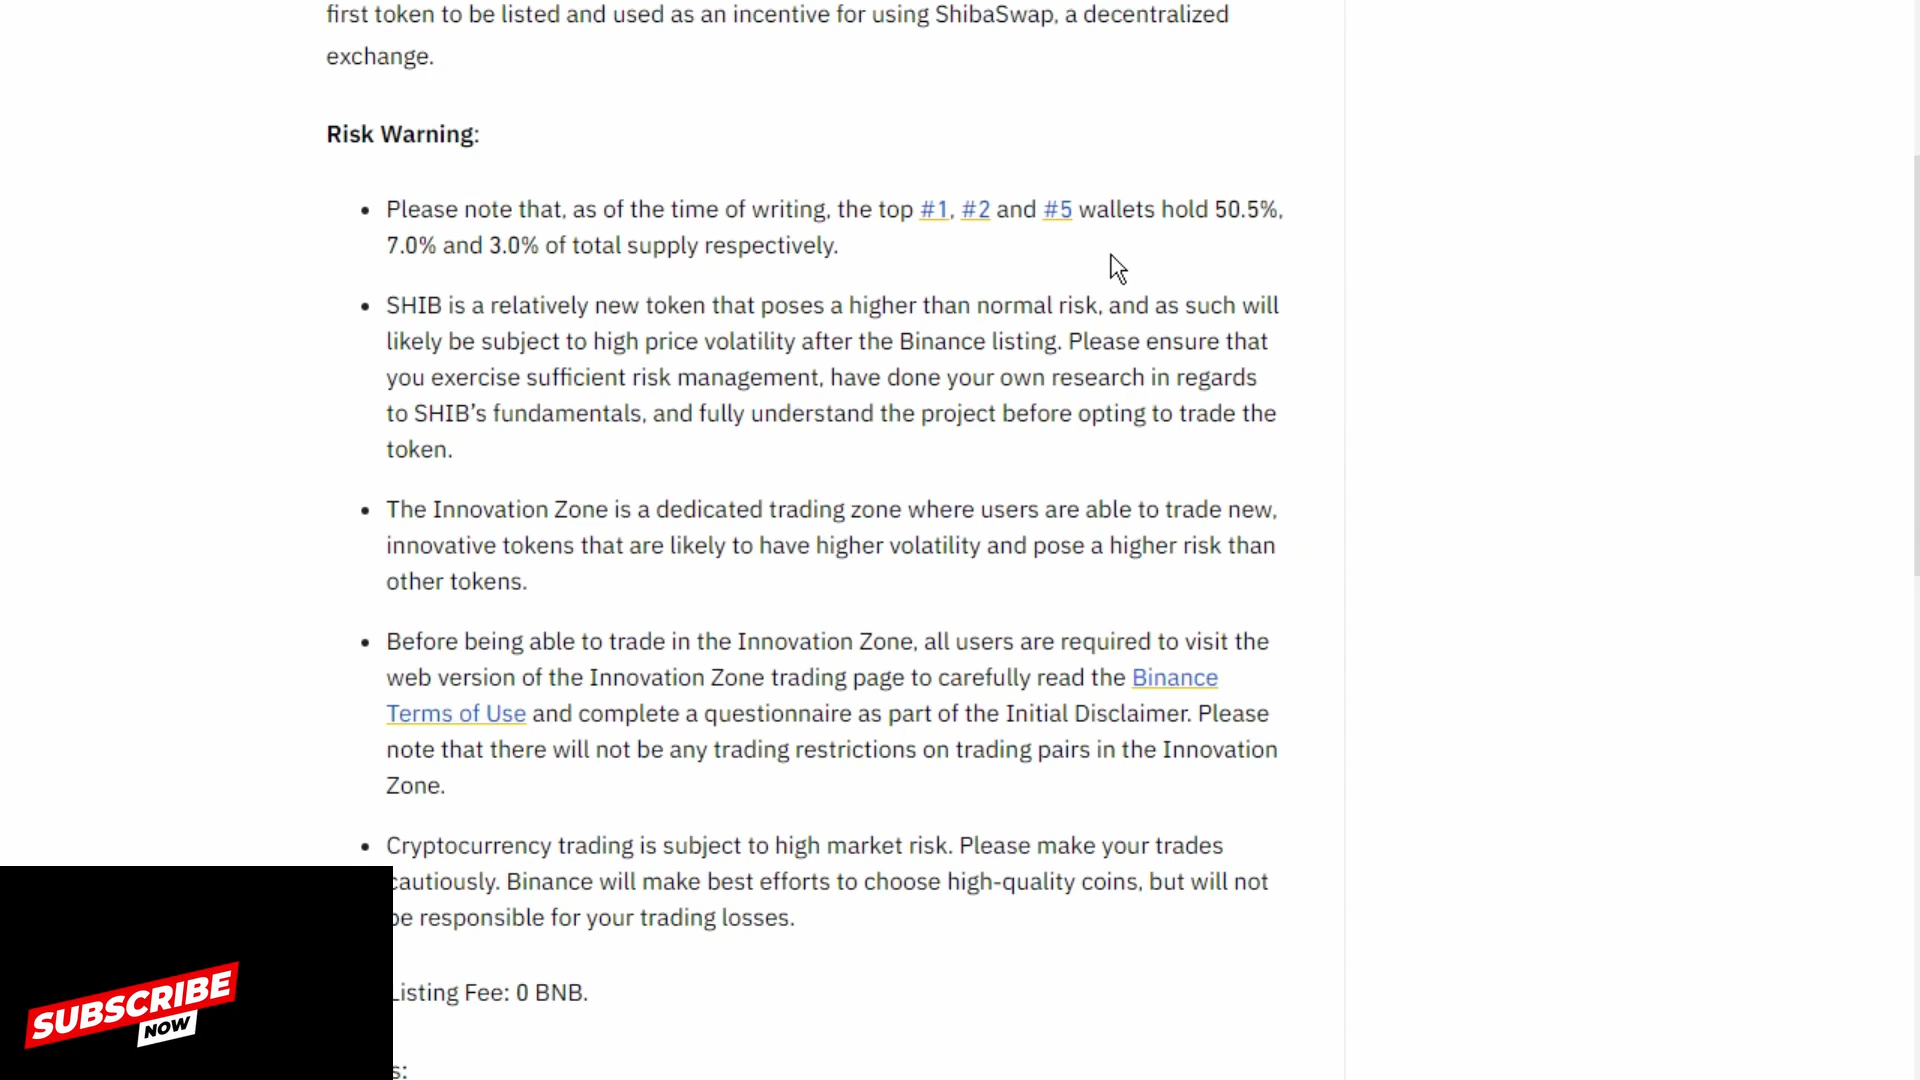 first token to be listed and used as an incentive for using ShibaSwap, a decentralized
exchange.
Risk Warning:
• Please note that, as of the time of writing, the top #1, #2 and #5 wallets hold 50.5%,
7.0% and 3.0% of total supply respectively.
• SHIB is a relatively new token that poses a higher than normal risk, and as such will
likely be subject to high price volatility after the Binance listing. Please ensure that
you exercise sufficient risk management, have done your own research in regards
to SHIB’s fundamentals, and fully understand the project before opting to trade the
token.
• The Innovation Zone is a dedicated trading zone where users are able to trade new,
innovative tokens that are likely to have higher volatility and pose a higher risk than
other tokens.
• Before being able to trade in the Innovation Zone, all users are required to visit the
web version of the Innovation Zone trading page to carefully read the Binance
Terms of Use and complete a questionnaire as part of the Initial Disclaimer. Please
note that there will not be any trading restrictions on trading pairs in the Innovation
Zone.
• Cryptocurrency trading is subject to high market risk. Please make your trades
cautiously. Binance will make best efforts to choose high-quality coins, but will not
be responsible for your trading losses.
Listing Fee: 0 BNB.
s:
SUBSCRIBE
NOW